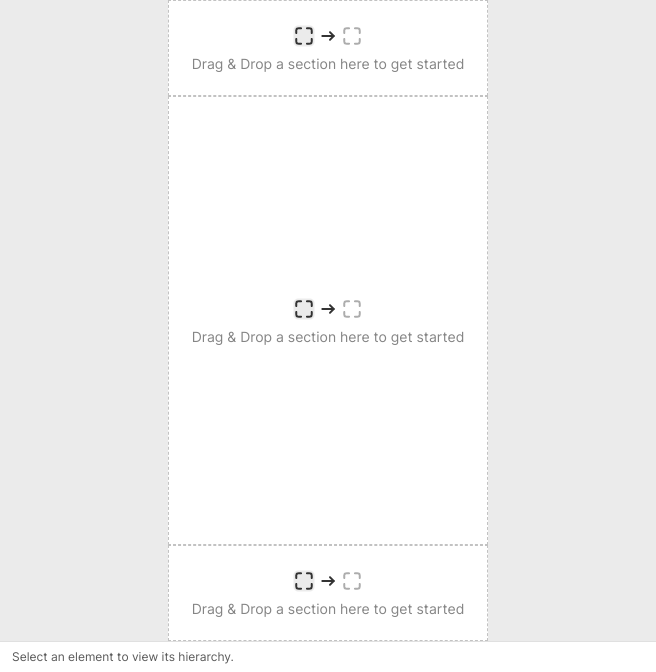 Drag & Drop a section here to get started
Drag & Drop a section here to get started
Drag & Drop a section here to get started
Select an element to view its hierarchy.